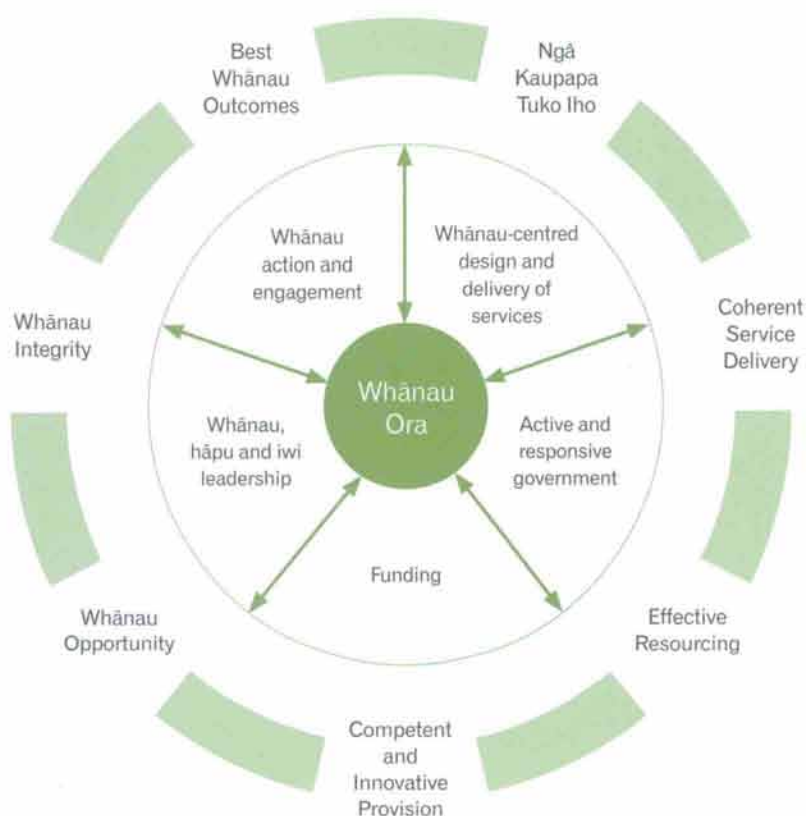 Best
Whānau
Outcomes
Ngā
Kaupapa
Tuko Iho
Whānau
action and
engagement
Whānau-centred
design and
delivery of
services
Whānau
Integrity
Coherent
Service
Delivery
Whānau
Ora
Whānau,
hāpu and iwi
leadership
Active and
responsive
government
Funding
Whānau
Opportunity
Effective
Resourcing
Competent
and
Innovative
Provision